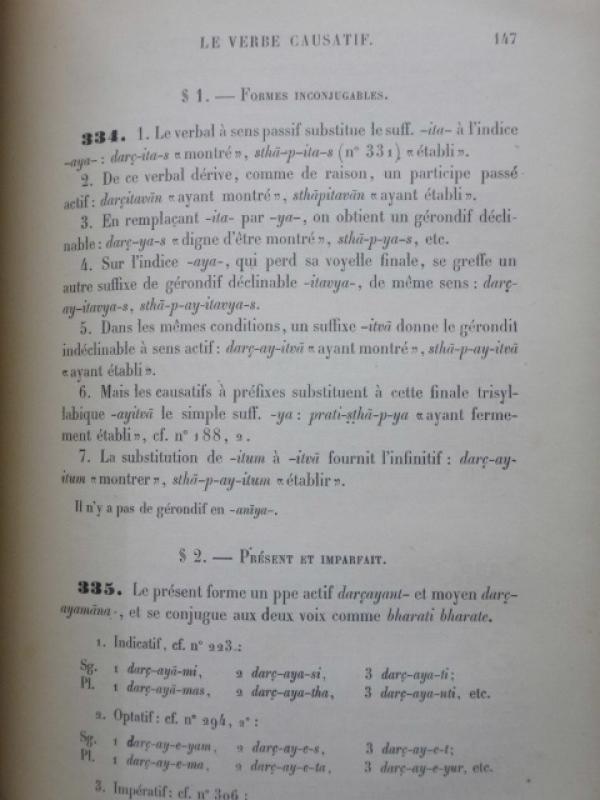 LE VERBE CAUSATIF. 147
§ 1. — FORMES INCONJUGABLES.
334. 1. Le verbal à sens passif substitue le suff. -ita- à l'indice
-aya- : darç-ita-s « montré », sthā-p-ita-s (n° 331) « établi ».
2. De ce verbal dérive, comme de raison, un participe passé
actif : darçitavān « ayant montré », sthāpitavān « ayant établi ».
3. En remplaçant -ita- par -ya-, on obtient un gérondif décli-
nable : darç-ya-s « digne d'être montré », sthā-p-ya-s, etc.
4. Sur l'indice -aya-, qui perd sa voyelle finale, se greffe un
autre suffixe de gérondif déclinable -itavya-, de même sens : darç-
ay-itavya-s, sthā-p-ay-itavya-s.
5. Dans les mêmes conditions, un suffixe -itvā donne le gérondif
indéclinable à sens actif : darç-ay-itvā « ayant montré », sthā-p-ay-itvā
« ayant établi ».
6. Mais les causatifs à préfixes substituent à cette finale trisyl-
labique -ayitvā le simple suff. -ya : prati-ṣṭhā-p-ya « ayant ferme-
ment établi », cf. n° 188, 2.
7. La substitution de -itum à -itvā fournit l'infinitif : darç-ay-
itum « montrer », sthā-p-ay-itum « établir ».
Il n'y a pas de gérondif en -anīya-.
§ 2. — PRÉSENT ET IMPARFAIT.
335. Le présent forme un ppe actif darçayant- et moyen darç-
ayamāna-, et se conjugue aux deux voix comme bharati bharate.
1. Indicatif, cf. n° 223 :
Sg. 1 darç-ayā-mi, 2 darç-aya-si, 3 darç-aya-ti;
Pl. 1 darç-ayā-mas, 2 darç-aya-tha, 3 darç-aya-nti, etc.
2. Optatif : cf. n° 294, 2° :
Sg. 1 darç-ay-e-yam, 2 darç-ay-e-s, 3 darç-ay-e-t;
Pl. 1 darç-ay-e-ma, 2 darç-ay-e-ta, 3 darç-ay-e-yur, etc.
3. Impératif : cf. n° 306 :